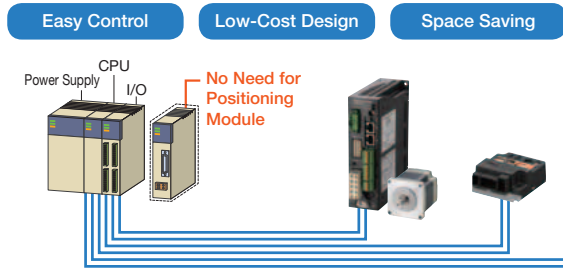 Easy Control
Low-Cost Design
Space Saving
CPU
Power Supply
I/O
No Need for
Positioning
Module